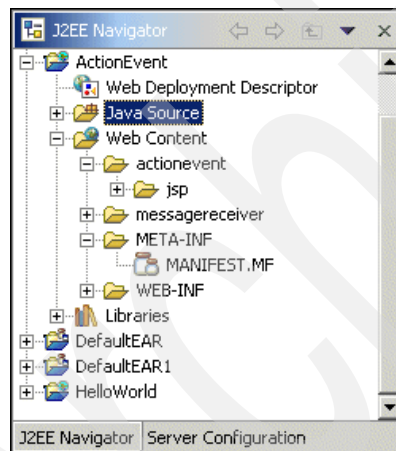 J2EE Navigator
ActionEvent
Web Deployment Descriptor
Java Source
Web Content
actionevent
jsp
messagereceiver
META-INF
MANIFEST.MF
WEB-INF
Libraries
DefaultEAR
DefaultEAR1
HelloWorld
J2EE Navigator Server Configuration